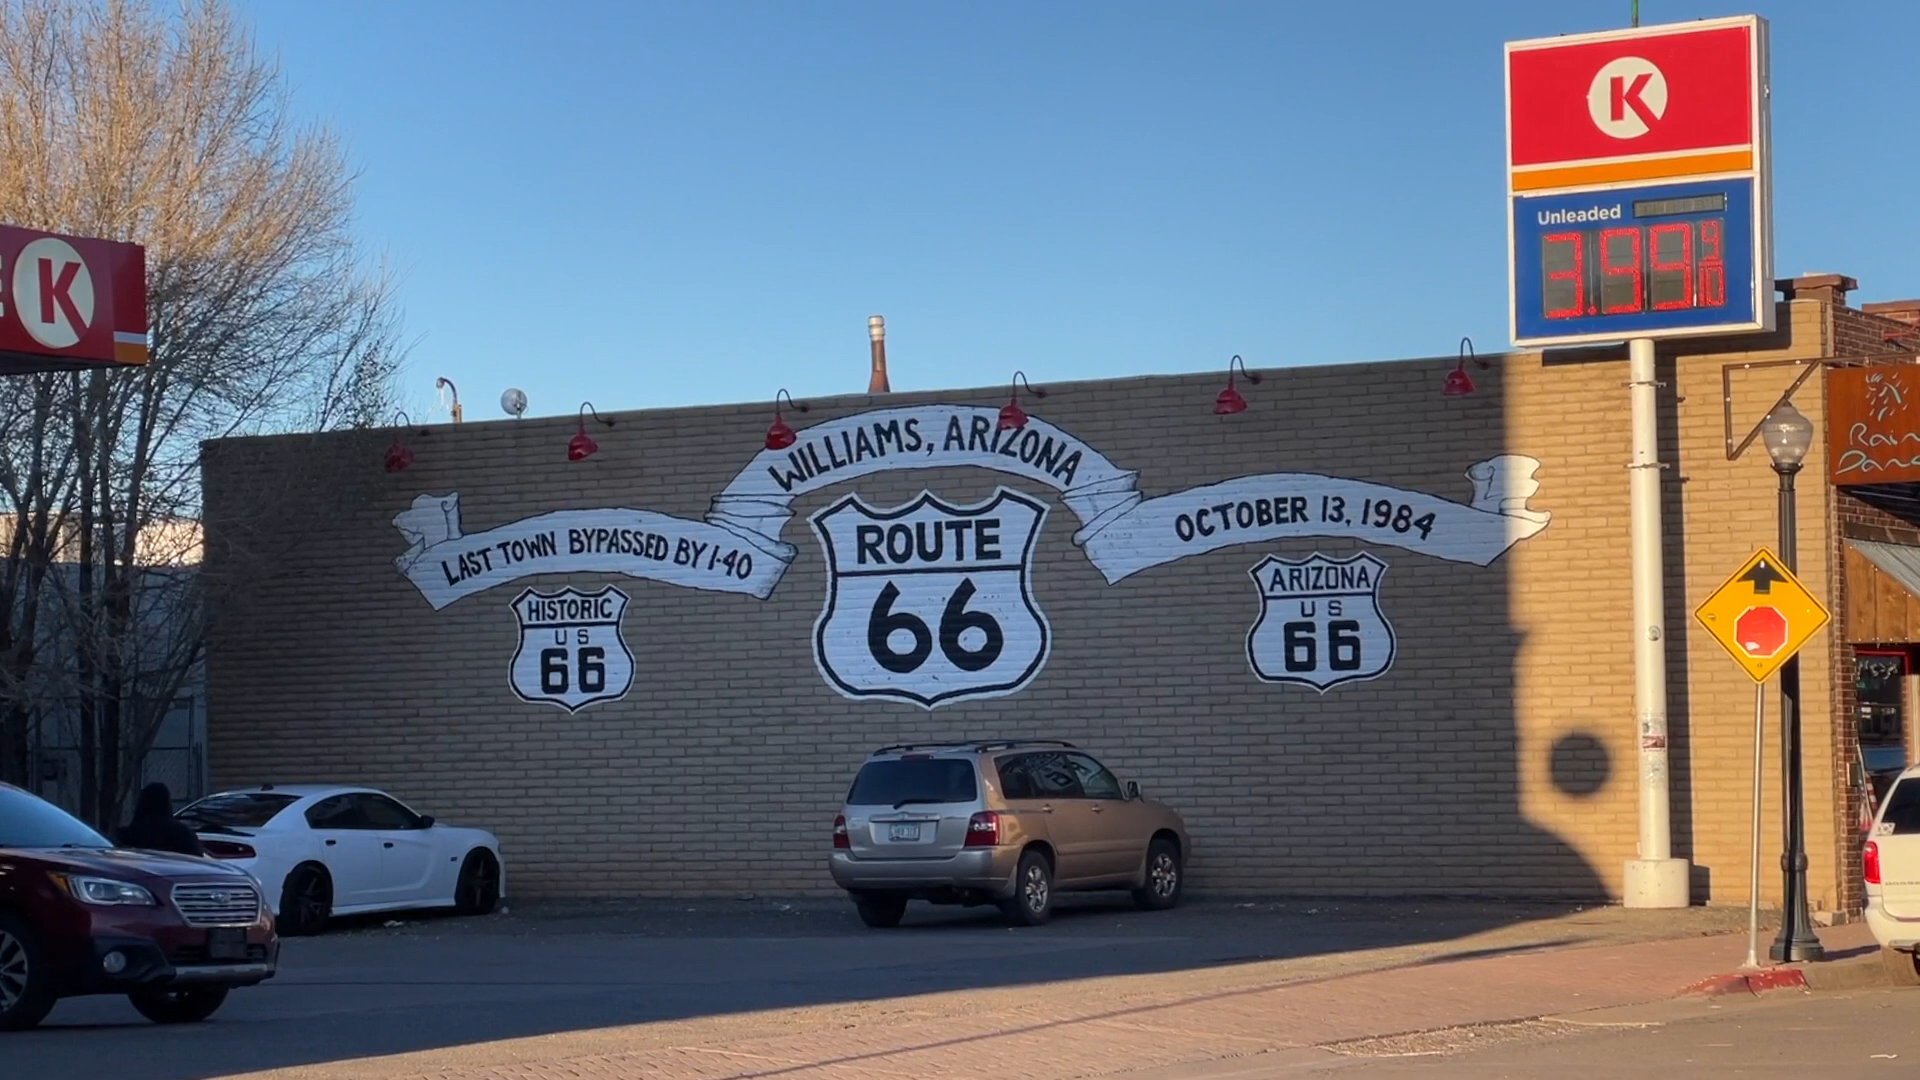 K
Unleaded
3.99 9/10
E K
WILLIAMS, ARIZONA
LAST TOWN BYPASSED BY I-40
OCTOBER 13, 1984
ROUTE
66
HISTORIC
US
66
ARIZONA
US
66
Rain